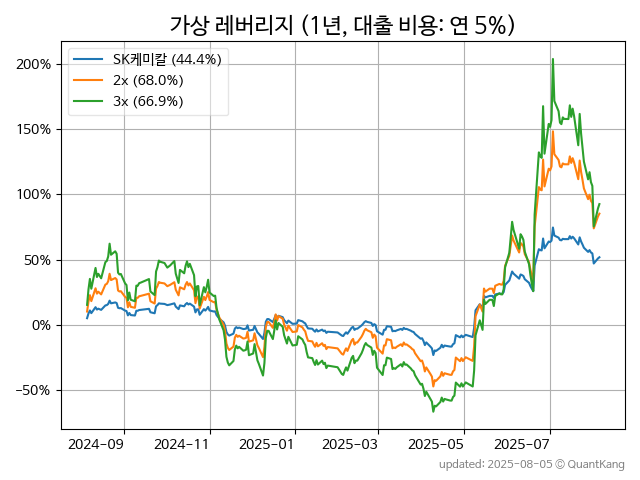 가상 레버리지 (1년, 대출 비용: 연 5%)
SK케미칼 (44.4%)
2x (68.0%)
3x (66.9%)
200%
150%
100%
50%
0%
−50%
2024-09 2024-11 2025-01 2025-03 2025-05 2025-07
updated: 2025-08-05 © QuantKang